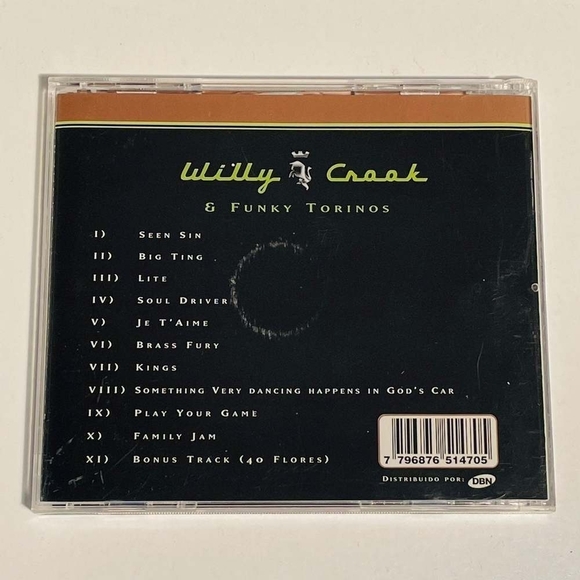 Willy Crook
& Funky Torinos
I) Seen Sin
II) Big Ting
III) Lite
IV) Soul Driver
V) Je T'Aime
VI) Brass Fury
VII) Kings
VIII) Something Very dancing happens in God's Car
IX) Play Your Game
X) Family Jam
XI) Bonus Track (40 Flores)
7 796876 514705
Distribuido por: DBN